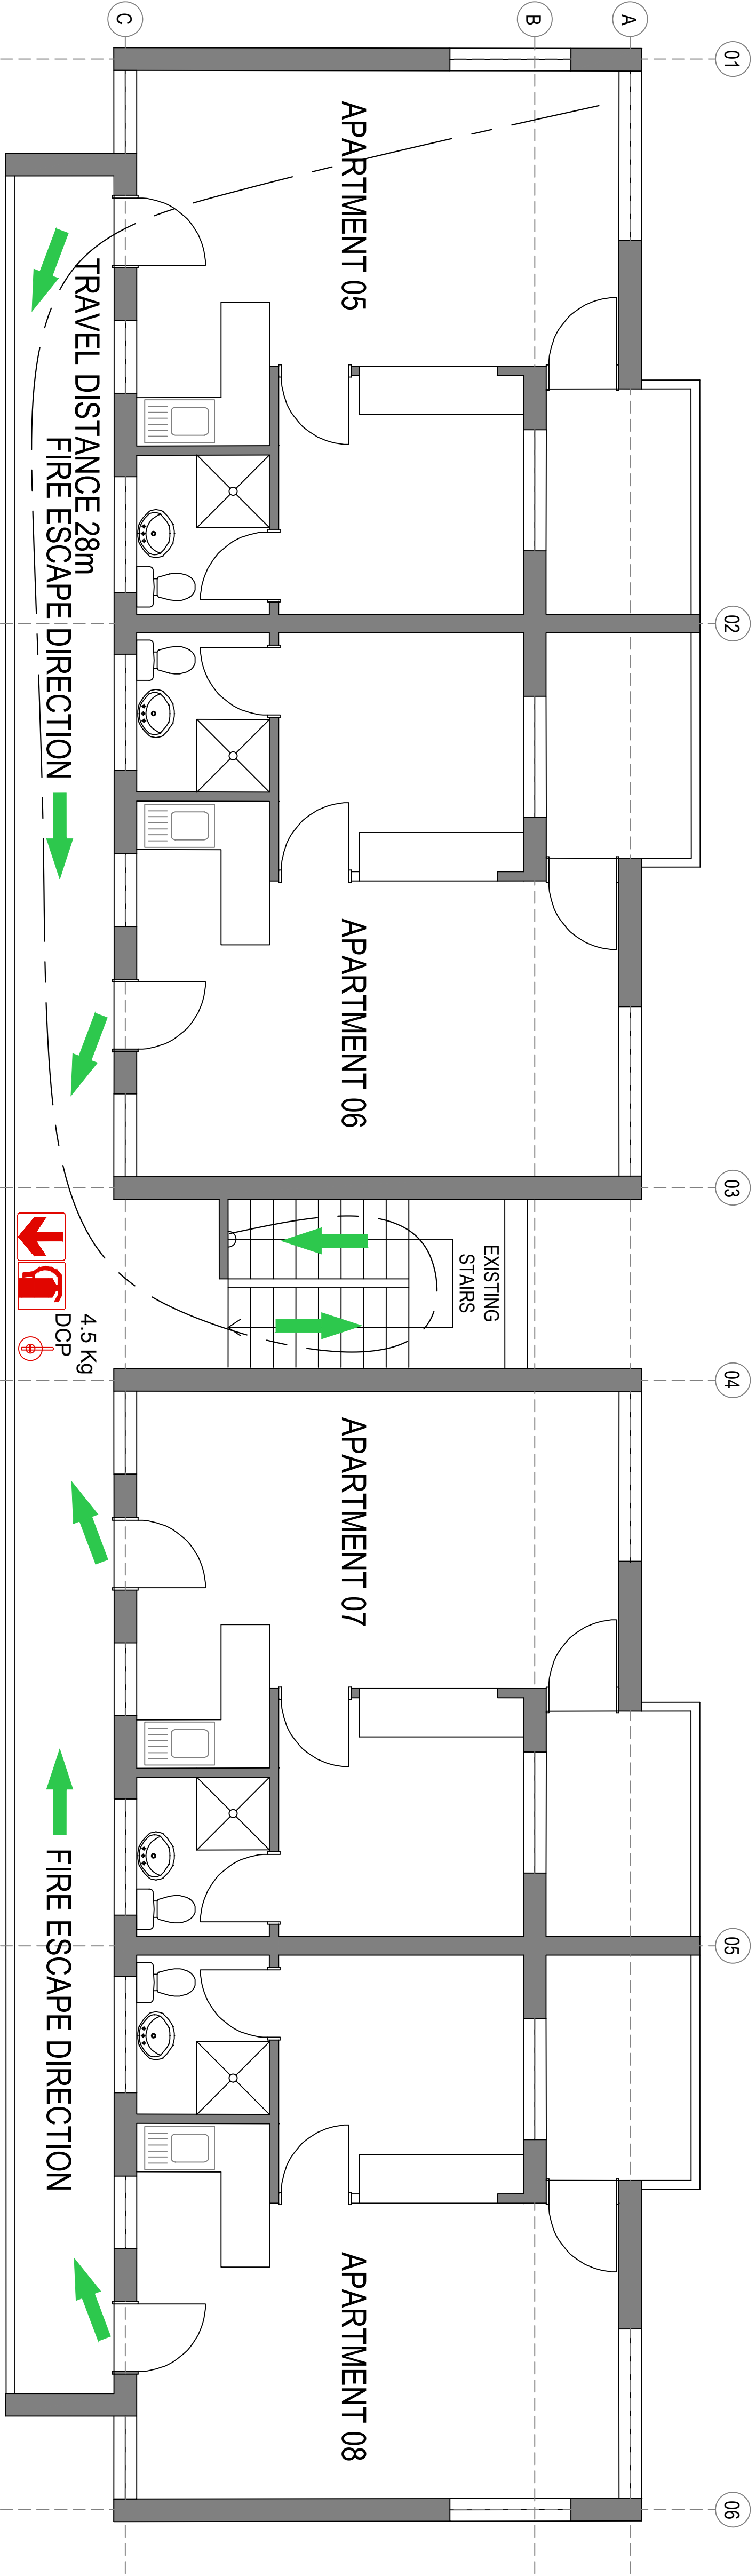 01
02
03
04
05
06
A
B
C
APARTMENT 05
APARTMENT 06
EXISTING
STAIRS
APARTMENT 07
APARTMENT 08
TRAVEL DISTANCE 28m
FIRE ESCAPE DIRECTION
4.5 Kg
DCP
FIRE ESCAPE DIRECTION